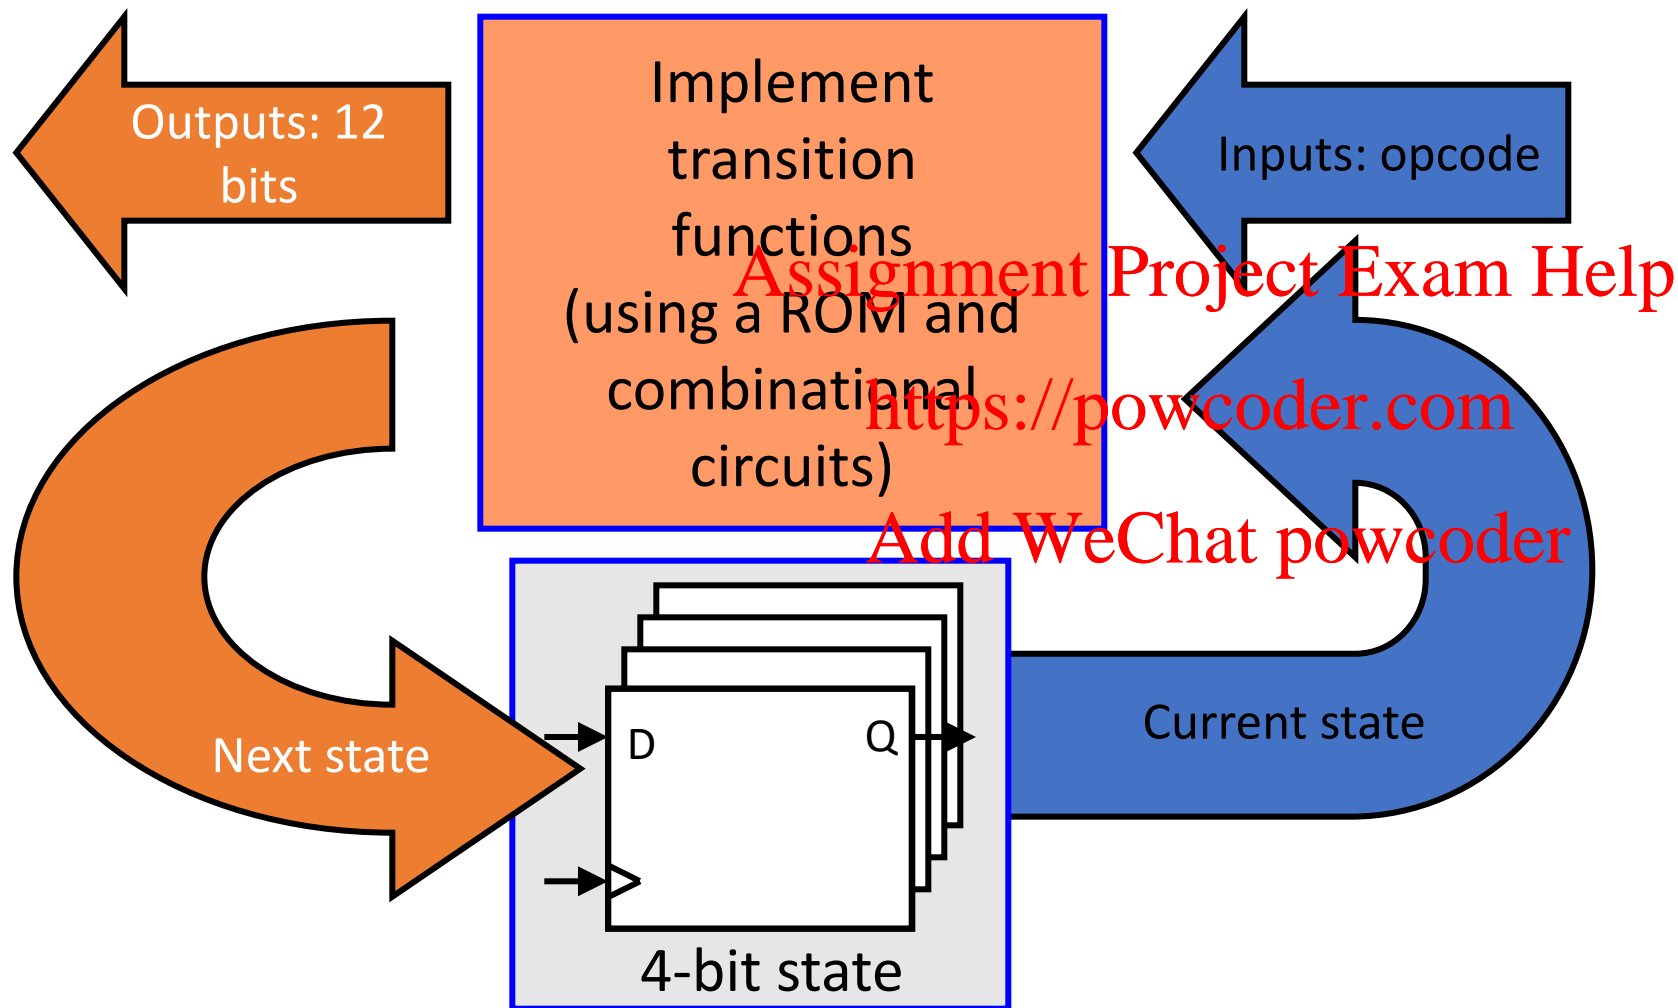 Outputs: 12
bits
Implement
transition
functions
(using a ROM and
combinational
circuits)
Inputs: opcode
Assignment Project Exam Help
https://powcoder.com
Add WeChat powcoder
Next state
D
Q
Current state
4-bit state